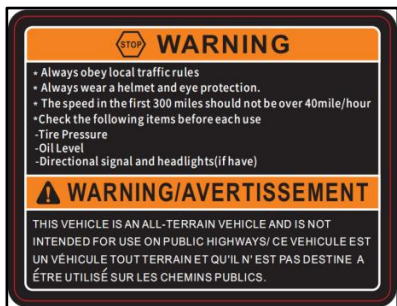 STOP WARNING
* Always obey local traffic rules
* Always wear a helmet and eye protection.
* The speed in the first 300 miles should not be over 40mile/hour
*Check the following items before each use
-Tire Pressure
-Oil Level
-Directional signal and headlights(if have)
WARNING/AVERTISSEMENT
THIS VEHICLE IS AN ALL-TERRAIN VEHICLE AND IS NOT
INTENDED FOR USE ON PUBLIC HIGHWAYS/ CE VEHICULE EST
UN VÉHICULE TOUT TERRAIN ET QU'IL N' EST PAS DESTINE A
ÉTRE UTILISÉ SUR LES CHEMINS PUBLICS.